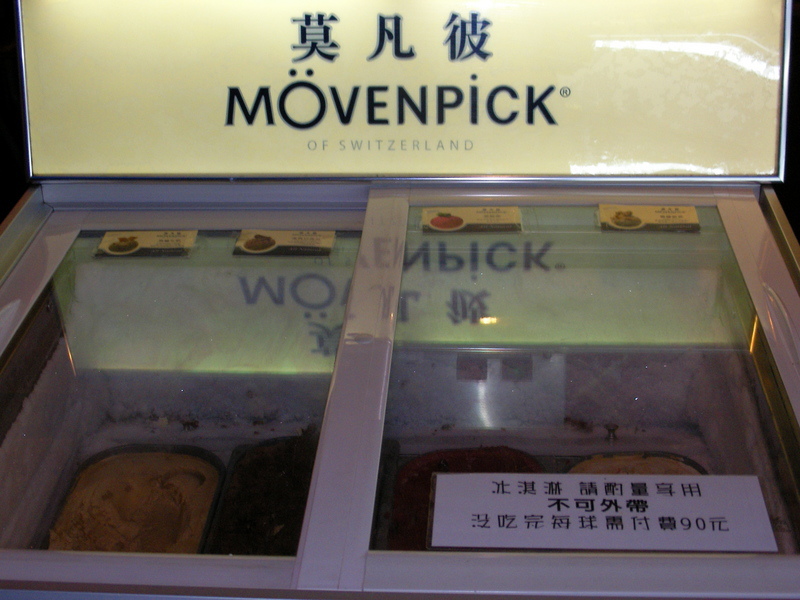 莫凡彼
MÖVENPICK®
OF SWITZERLAND
冰淇淋 請酌量享用
不可外帶
沒吃完每球需付費90元